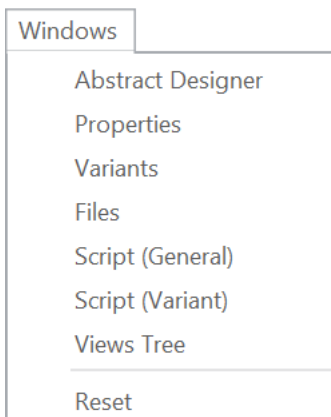 Windows
Abstract Designer
Properties
Variants
Files
Script (General)
Script (Variant)
Views Tree
Reset